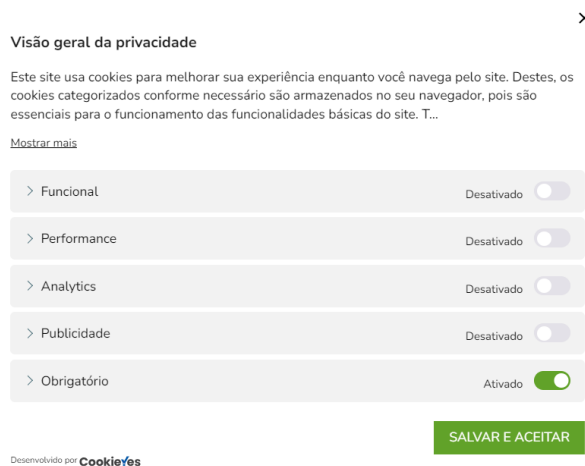 Visão geral da privacidade
Este site usa cookies para melhorar sua experiência enquanto você navega pelo site. Destes, os
cookies categorizados conforme necessário são armazenados no seu navegador, pois são
essenciais para o funcionamento das funcionalidades básicas do site. T...
Mostrar mais
Funcional Desativado
Performance Desativado
Analytics Desativado
Publicidade Desativado
Obrigatório Ativado
SALVAR E ACEITAR
Desenvolvido por CookieYes